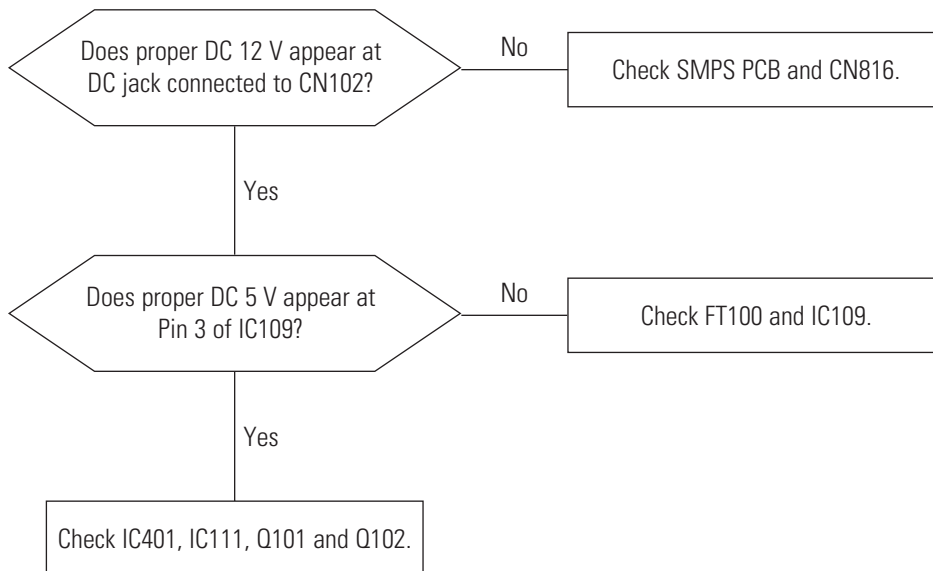 Does proper DC 12 V appear at
DC jack connected to CN102?
No
Check SMPS PCB and CN816.
Yes
Does proper DC 5 V appear at
Pin 3 of IC109?
No
Check FT100 and IC109.
Yes
Check IC401, IC111, Q101 and Q102.